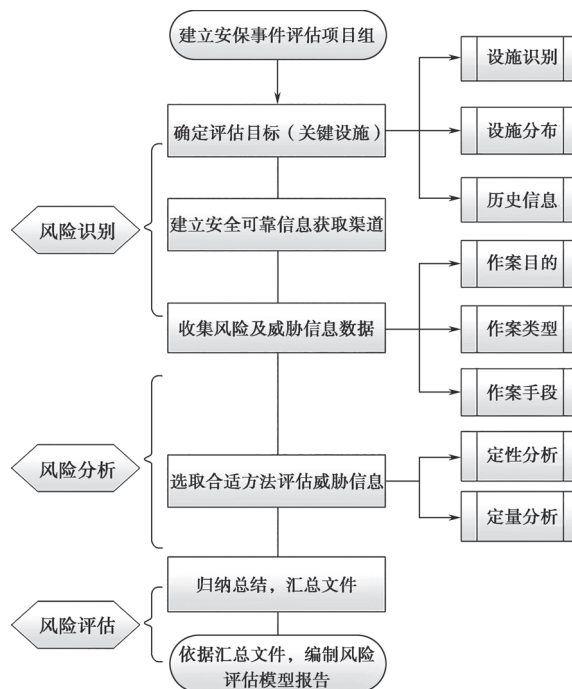 建立安保事件评估项目组
设施识别
确定评估目标（关键设施）
设施分布
历史信息
风险识别
建立安全可靠信息获取渠道
作案目的
收集风险及威胁信息数据
作案类型
作案手段
风险分析
定性分析
选取合适方法评估威胁信息
定量分析
归纳总结，汇总文件
风险评估
依据汇总文件，编制风险
评估模型报告